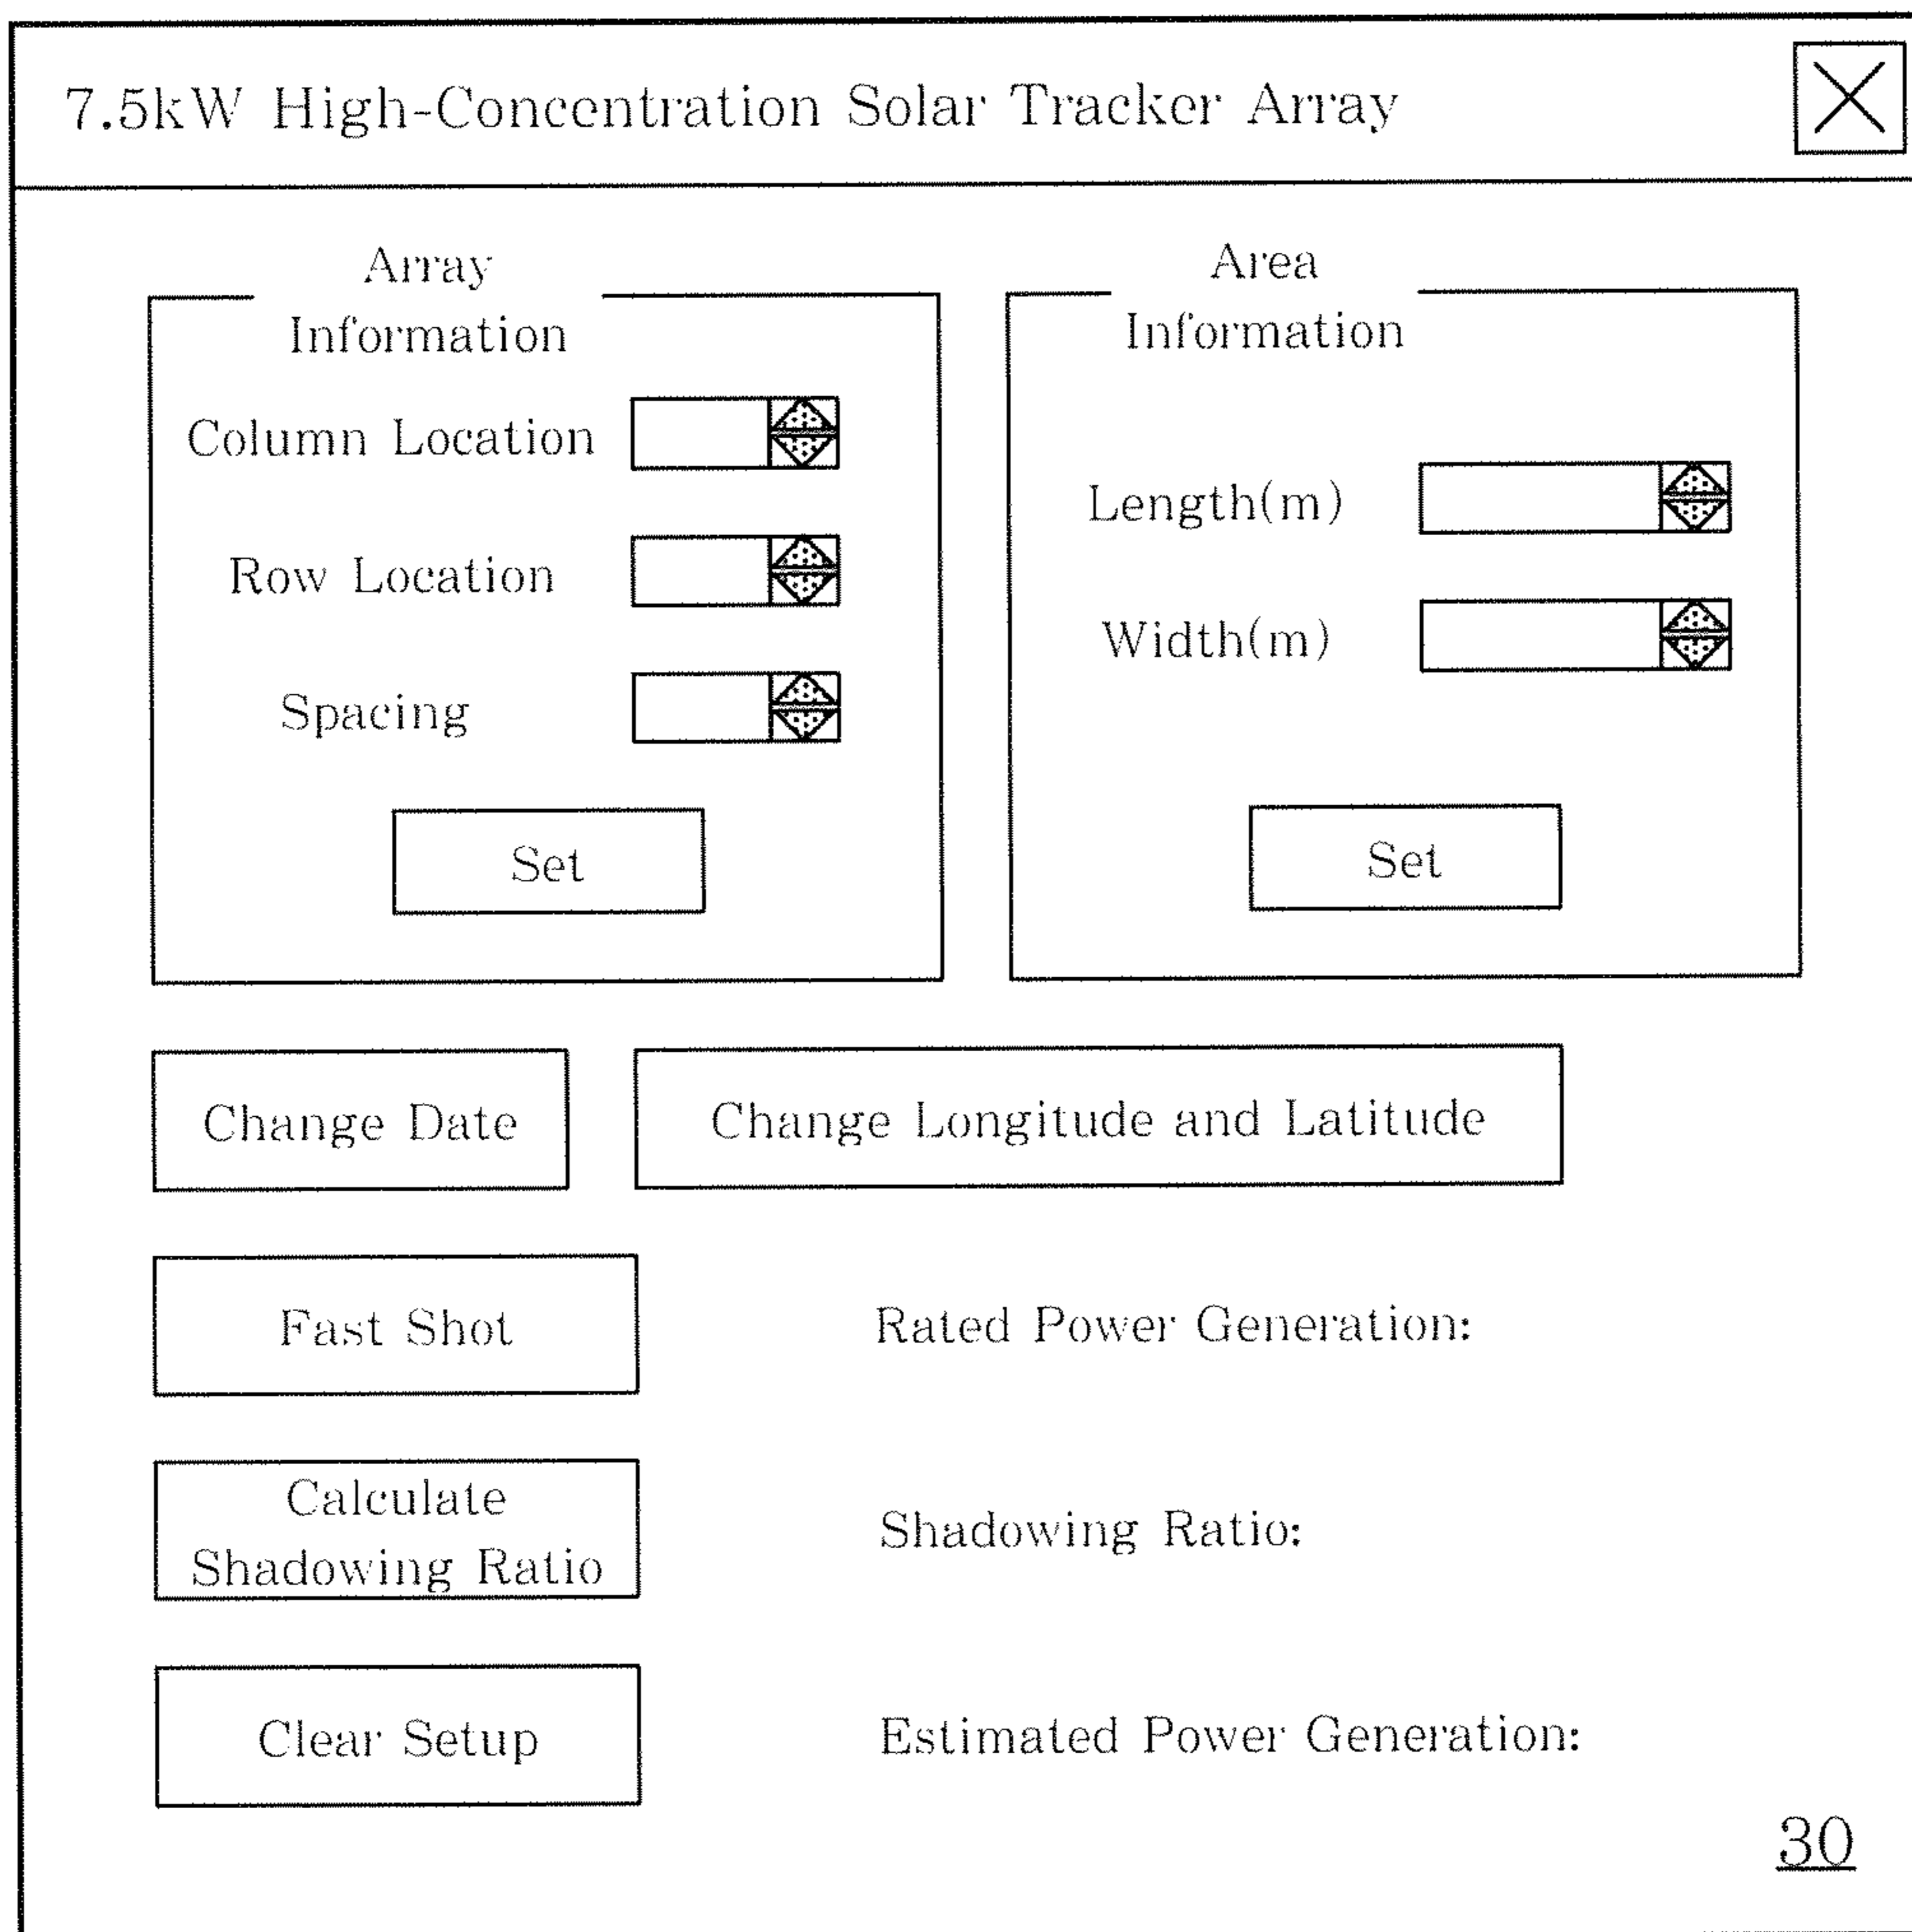 7.5kW High-Concentration Solar Tracker Array
Array
Information
Column Location
Row Location
Spacing
Set
Area
Information
Length(m)
Width(m)
Set
Change Date
Change Longitude and Latitude
Fast Shot
Rated Power Generation:
Calculate
Shadowing Ratio
Shadowing Ratio:
Clear Setup
Estimated Power Generation:
30